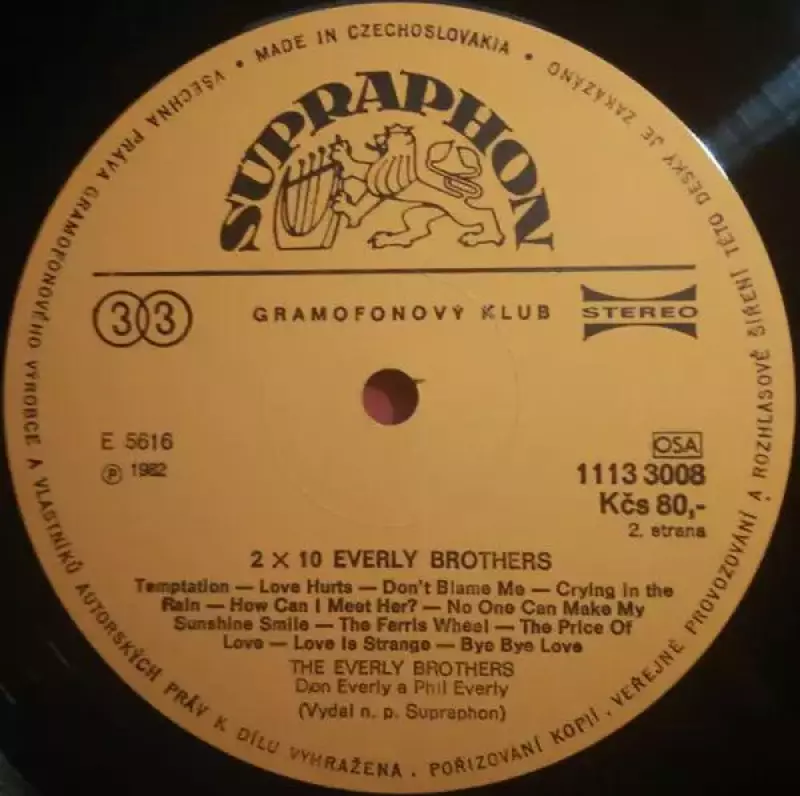 • MADE IN CZECHOSLOVAKIA •
VŠECHNA PRÁVA GRAMOFONOVÉHO VÝROBCE A VLASTNÍKŮ AUTORSKÝCH PRÁV K DÍLU VYHRAŽENA. POŘIZOVÁNÍ KOPIÍ, VEŘEJNÉ PROVOZOVÁNÍ A ROZHLASOVÉ ŠÍŘENÍ TÉTO DESKY JE ZAKÁZÁNO
SUPRAPHON
33 GRAMOFONOVÝ KLUB STEREO
E 5616
Ⓟ 1982
OSA
1113 3008
Kčs 80,-
2. strana
2 × 10 EVERLY BROTHERS
Temptation — Love Hurts — Don't Blame Me — Crying In the
Rain — How Can I Meet Her? — No One Can Make My
Sunshine Smile — The Ferris Wheel — The Price Of
Love — Love Is Strange — Bye Bye Love
THE EVERLY BROTHERS
Don Everly a Phil Everly
(Vydal n. p. Supraphon)